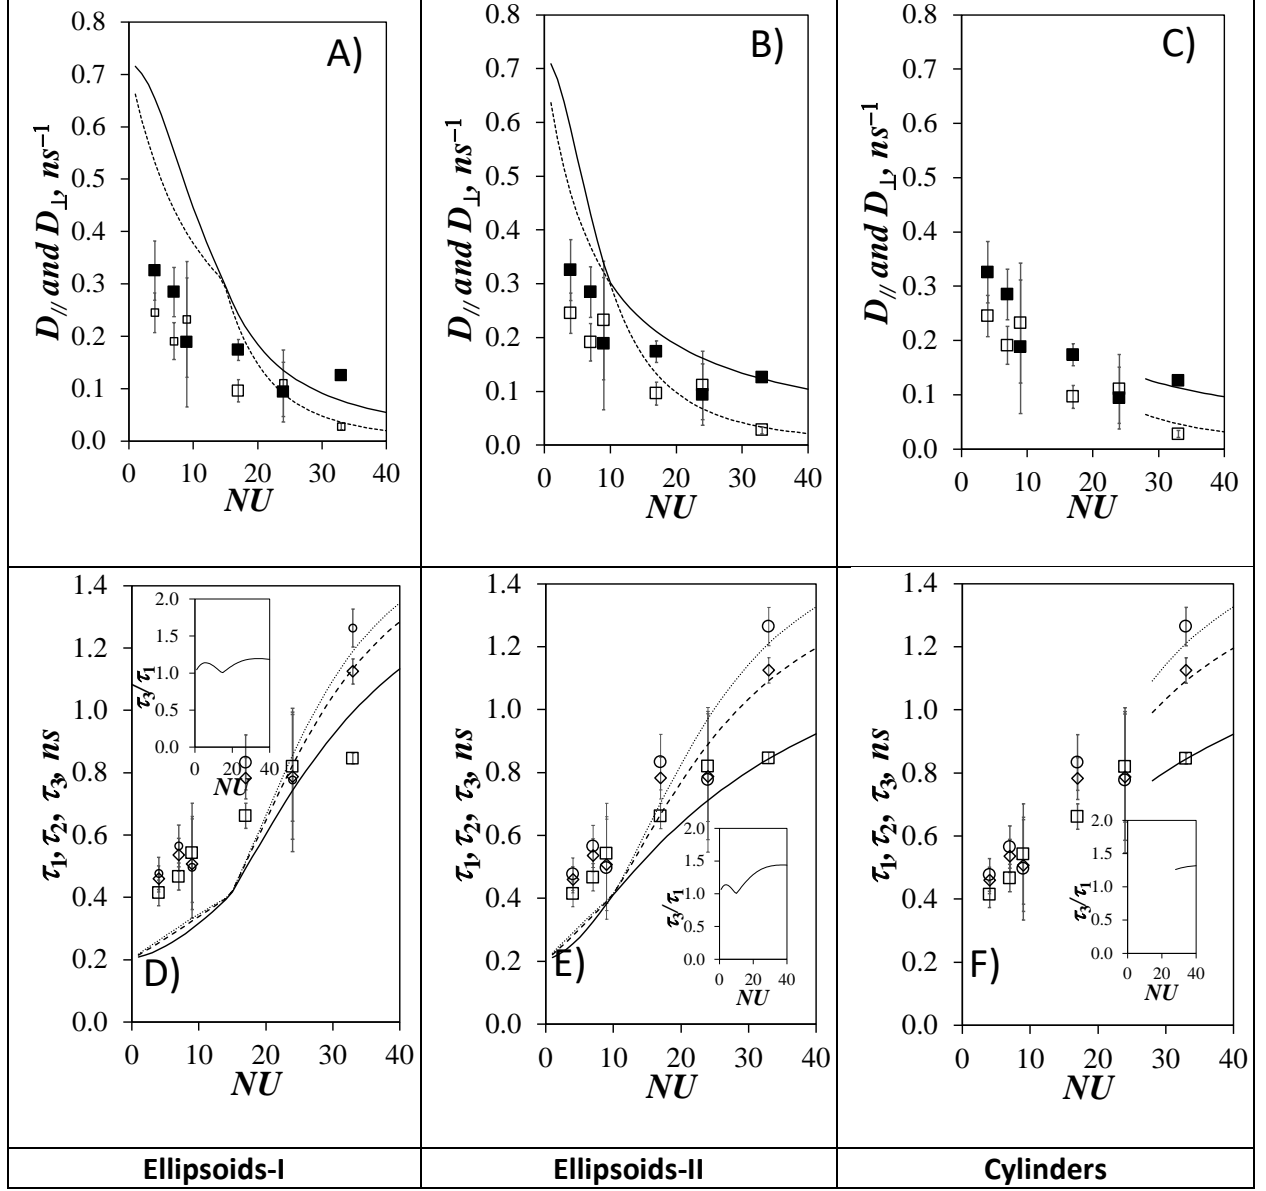 A)
D// and D⊥, ns−1
0.8
0.7
0.6
0.5
0.4
0.3
0.2
0.1
0.0
0 10 20 30 40
NU
B)
D// and D⊥, ns−1
0.8
0.7
0.6
0.5
0.4
0.3
0.2
0.1
0.0
0 10 20 30 40
NU
C)
D// and D⊥, ns−1
0.8
0.7
0.6
0.5
0.4
0.3
0.2
0.1
0.0
0 10 20 30 40
NU
D)
τ1, τ2, τ3, ns
1.4
1.2
1.0
0.8
0.6
0.4
0.2
0.0
0 10 20 30 40
NU
τ3/τ1
2.0
1.5
1.0
0.5
0.0
0 20 40
NU
E)
τ1, τ2, τ3, ns
1.4
1.2
1.0
0.8
0.6
0.4
0.2
0.0
0 10 20 30 40
NU
τ3/τ1
2.0
1.5
1.0
0.5
0.0
0 20 40
NU
F)
τ1, τ2, τ3, ns
1.4
1.2
1.0
0.8
0.6
0.4
0.2
0.0
0 10 20 30 40
NU
τ3/τ1
2.0
1.5
1.0
0.5
0.0
0 20 40
NU
Ellipsoids-I
Ellipsoids-II
Cylinders